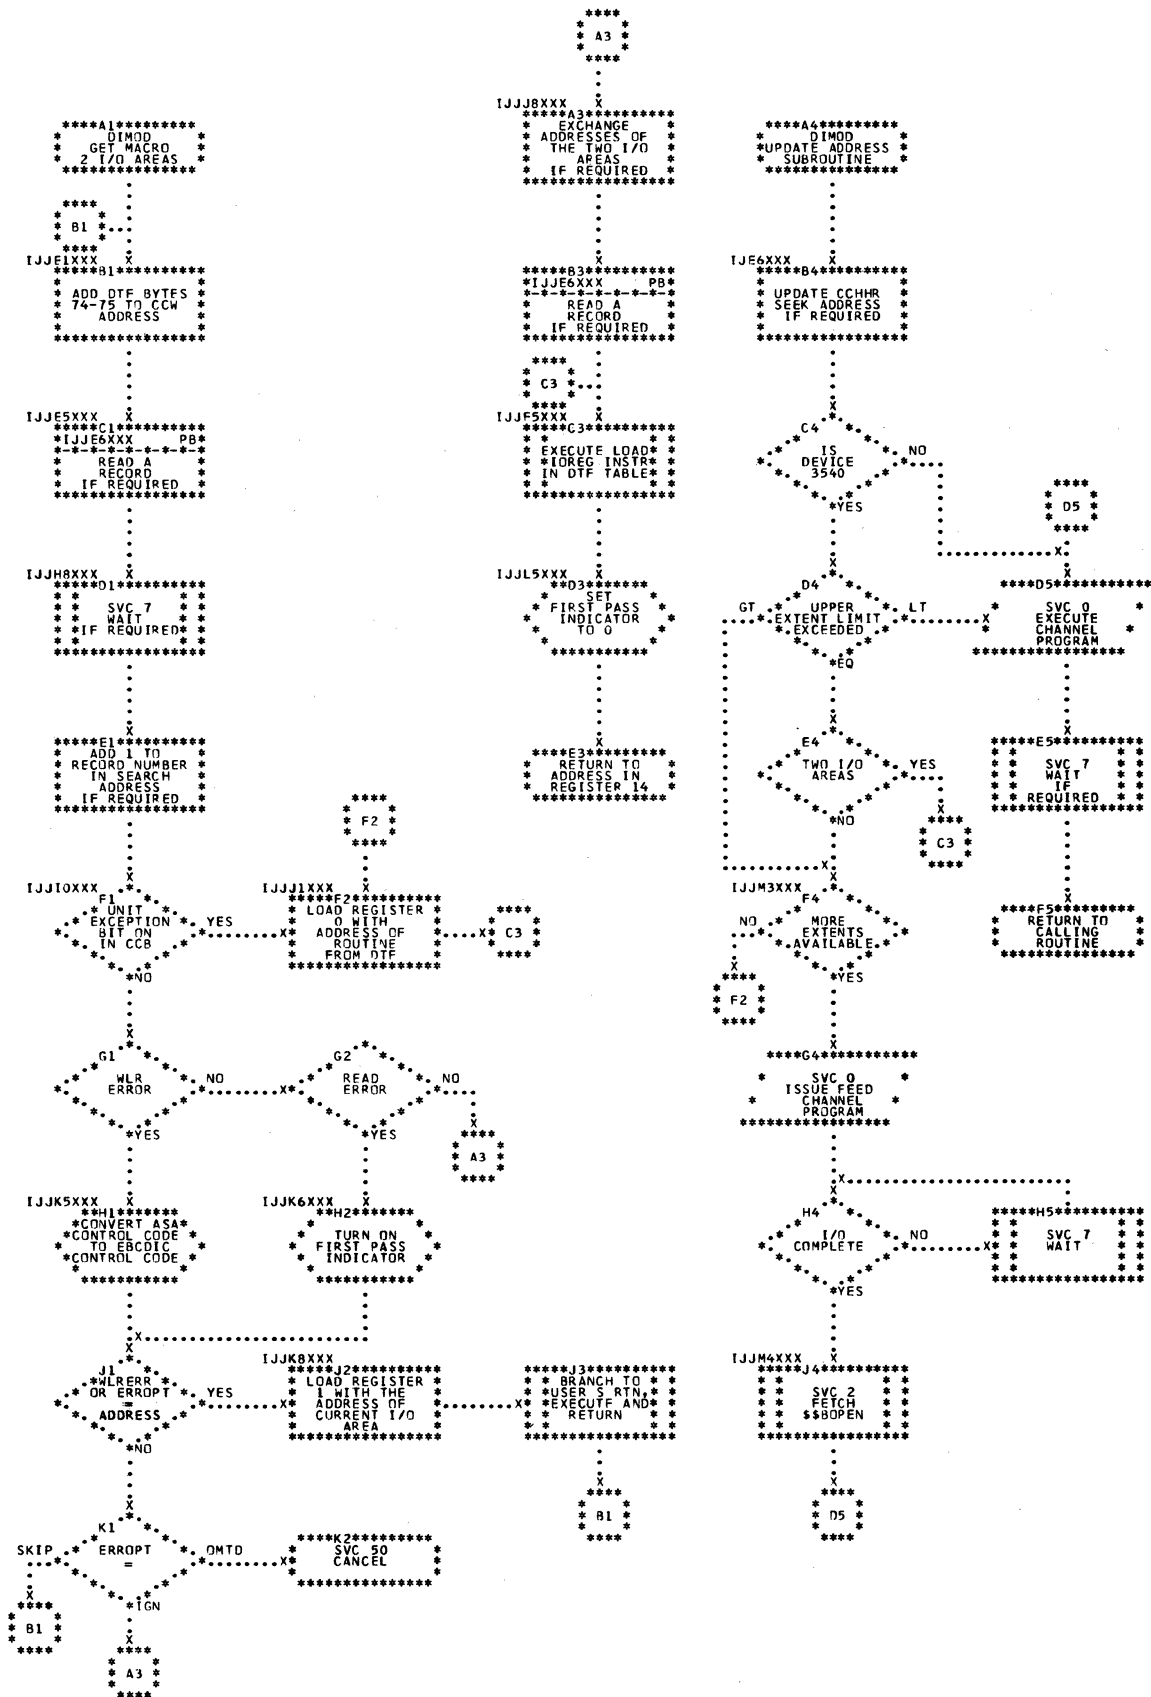 A3
IJJJ8XXX
A3
EXCHANGE
ADDRESSES OF
THE TWO I/O
AREAS
IF REQUIRED
A1
DIMOD
GET MACRO
2 I/O AREAS
A4
DIMOD
UPDATE ADDRESS
SUBROUTINE
B1
IJJE1XXX
B1
ADD DTF BYTES
74-75 TO CCW
ADDRESS
B3
IJJE6XXX PB
READ A
RECORD
IF REQUIRED
IJE6XXX
B4
UPDATE CCHHR
SEEK ADDRESS
IF REQUIRED
C3
IJJE5XXX
C1
IJJE6XXX PB
READ A
RECORD
IF REQUIRED
IJJF5XXX
C3
EXECUTE LOAD
IOREG INSTR
IN DTF TABLE
C4
IS
DEVICE
3540
NO
YES
D5
IJJH8XXX
D1
SVC 7
WAIT
IF REQUIRED
IJJL5XXX
D3
SET
FIRST PASS
INDICATOR
TO 0
D4
GT
UPPER
EXTENT LIMIT
EXCEEDED
LT
EQ
D5
SVC 0
EXECUTE
CHANNEL
PROGRAM
E1
ADD 1 TO
RECORD NUMBER
IN SEARCH
ADDRESS
IF REQUIRED
E3
RETURN TO
ADDRESS IN
REGISTER 14
E4
TWO I/O
AREAS
YES
NO
E5
SVC 7
WAIT
IF
REQUIRED
F2
C3
IJJI0XXX
F1
UNIT
EXCEPTION
BIT ON
IN CCB
YES
NO
IJJJ1XXX
F2
LOAD REGISTER
0 WITH
ADDRESS OF
ROUTINE
FROM DTF
C3
IJJM3XXX
F4
NO
MORE
EXTENTS
AVAILABLE
YES
F5
RETURN TO
CALLING
ROUTINE
F2
G1
WLR
ERROR
NO
YES
G2
READ
ERROR
NO
YES
A3
G4
SVC 0
ISSUE FEED
CHANNEL
PROGRAM
IJJK5XXX
H1
CONVERT ASA
CONTROL CODE
TO EBCDIC
CONTROL CODE
IJJK6XXX
H2
TURN ON
FIRST PASS
INDICATOR
H4
I/O
COMPLETE
NO
YES
H5
SVC 7
WAIT
J1
WLRERR
OR ERROPT
=
ADDRESS
YES
NO
IJJK8XXX
J2
LOAD REGISTER
1 WITH THE
ADDRESS OF
CURRENT I/O
AREA
J3
BRANCH TO
USER S RTN,
EXECUTE AND
RETURN
IJJM4XXX
J4
SVC 2
FETCH
$$BOPEN
B1
D5
K1
SKIP
ERROPT
=
OMTD
IGN
K2
SVC 50
CANCEL
B1
A3